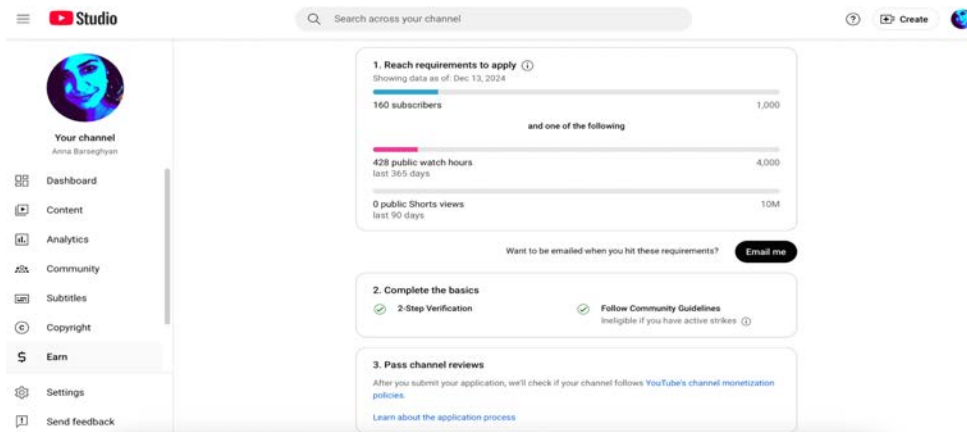 Studio
Search across your channel
Create
Your channel
Anna Barseghyan
Dashboard
Content
Analytics
Community
Subtitles
Copyright
Earn
Settings
Send feedback
1. Reach requirements to apply
Showing data as of: Dec 13, 2024
160 subscribers 1,000
and one of the following
428 public watch hours 4,000
last 365 days
0 public Shorts views 10M
last 90 days
Want to be emailed when you hit these requirements? Email me
2. Complete the basics
2-Step Verification Follow Community Guidelines
Ineligible if you have active strikes
3. Pass channel reviews
After you submit your application, we'll check if your channel follows YouTube's channel monetization
policies.
Learn about the application process